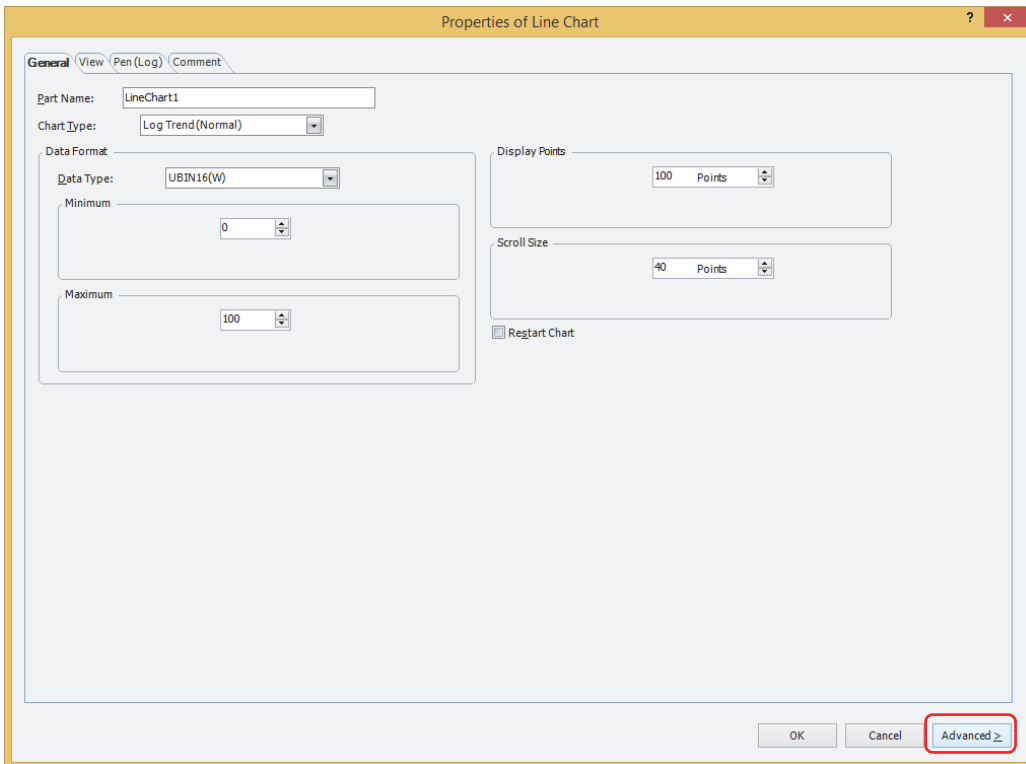 Properties of Line Chart
? ×
General View Pen (Log) Comment
Part Name: LineChart1
Chart Type: Log Trend (Normal)
Data Format
Data Type: UBIN16(W)
Minimum
0
Maximum
100
Display Points
100 Points
Scroll Size
40 Points
Restart Chart
OK Cancel Advanced >